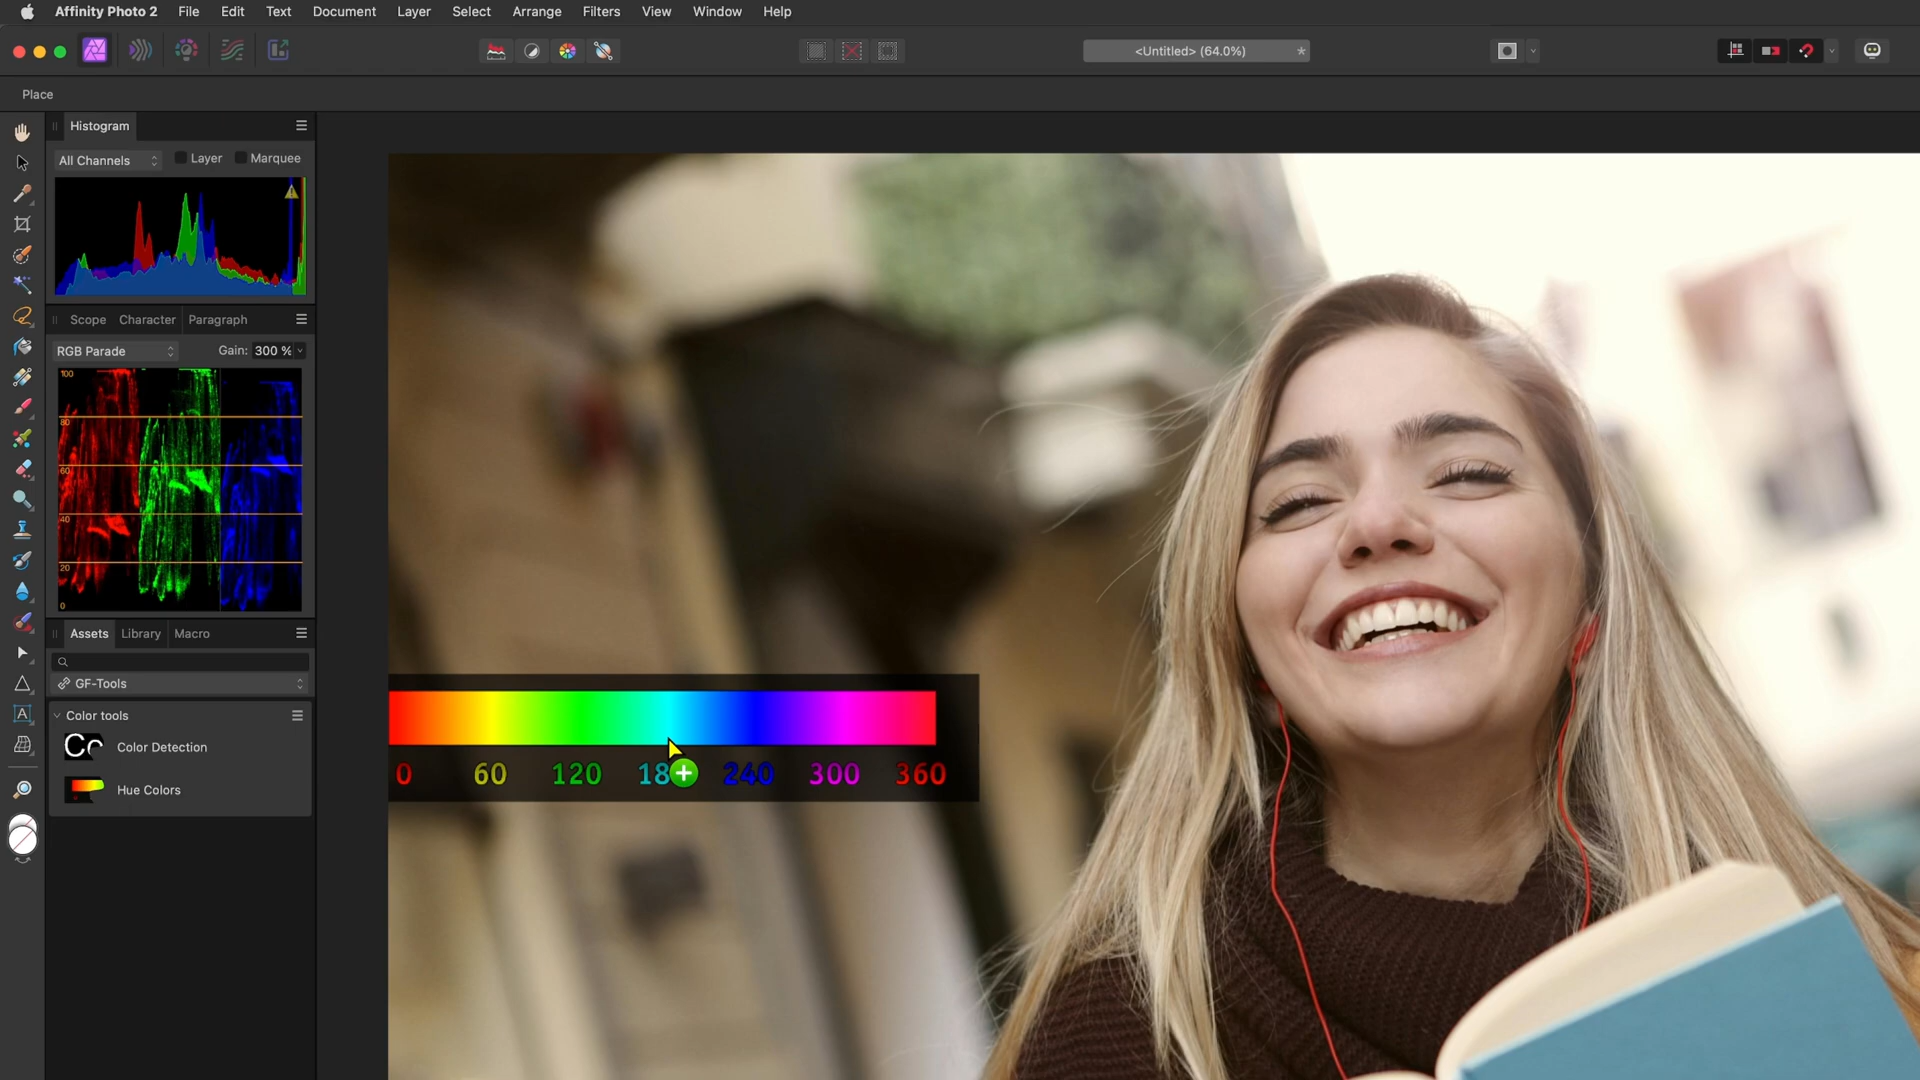 Affinity Photo 2 File Edit Text Document Layer Select Arrange Filters View Window Help
<Untitled> (64.0%) *
Place
Histogram
All Channels Layer Marquee
Scope Character Paragraph
RGB Parade Gain: 300 %
100
80
60
40
20
0
Assets Library Macro
GF-Tools
Color tools
Color Detection
Hue Colors
0 60 120 18 240 300 360